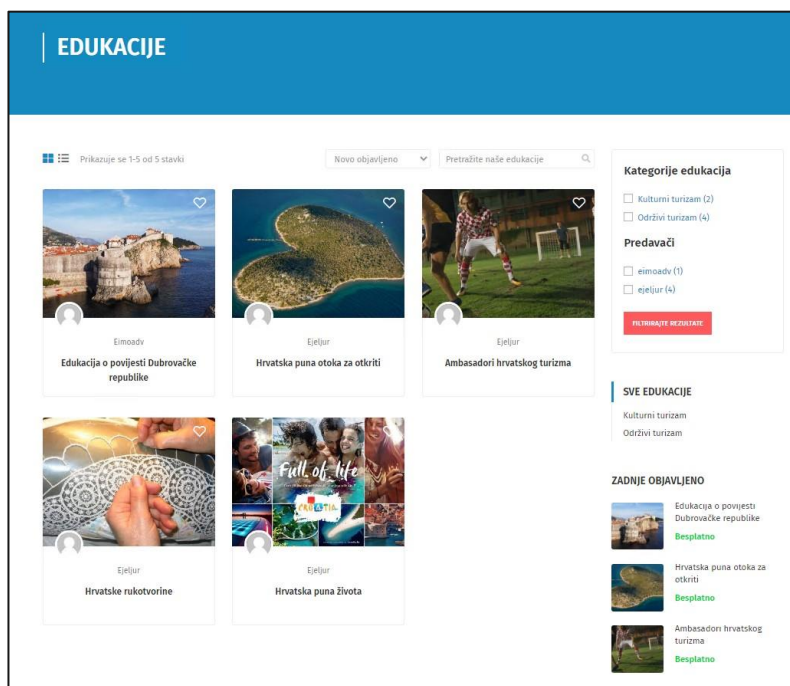 EDUKACIJE
Prikazuje se 1-5 od 5 stavki
Novo objavljeno
Pretražite naše edukacije
Eimoadv
Edukacija o povijesti Dubrovačke
republike
Ejeljur
Hrvatska puna otoka za otkriti
Ejeljur
Ambasadori hrvatskog turizma
Full of life
CROATIA
Ejeljur
Hrvatske rukotvorine
Ejeljur
Hrvatska puna života
Kategorije edukacija
Kulturni turizam (2)
Održivi turizam (4)
Predavači
eimoadv (1)
ejeljur (4)
FILTRIRAJTE REZULTATE
SVE EDUKACIJE
Kulturni turizam
Održivi turizam
ZADNJE OBJAVLJENO
Edukacija o povijesti
Dubrovačke republike
Besplatno
Hrvatska puna otoka za
otkriti
Besplatno
Ambasadori hrvatskog
turizma
Besplatno